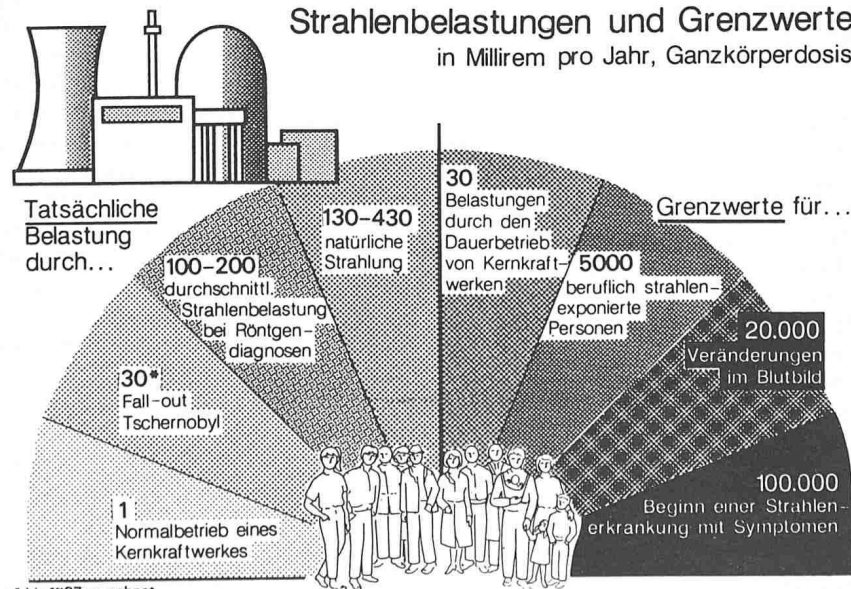 Strahlenbelastungen und Grenzwerte
in Millirem pro Jahr, Ganzkörperdosis
Tatsächliche
Belastung
durch...
1
Normalbetrieb eines
Kernkraftwerkes
30*
Fall-out
Tschernobyl
100-200
durchschnittl.
Strahlenbelastung
bei Röntgen-
diagnosen
130-430
natürliche
Strahlung
Grenzwerte für...
30
Belastungen
durch den
Dauerbetrieb
von Kernkraft-
werken
5000
beruflich strahlen-
exponierte
Personen
20.000
Veränderungen
im Blutbild
100.000
Beginn einer Strahlen-
erkrankung mit Symptomen